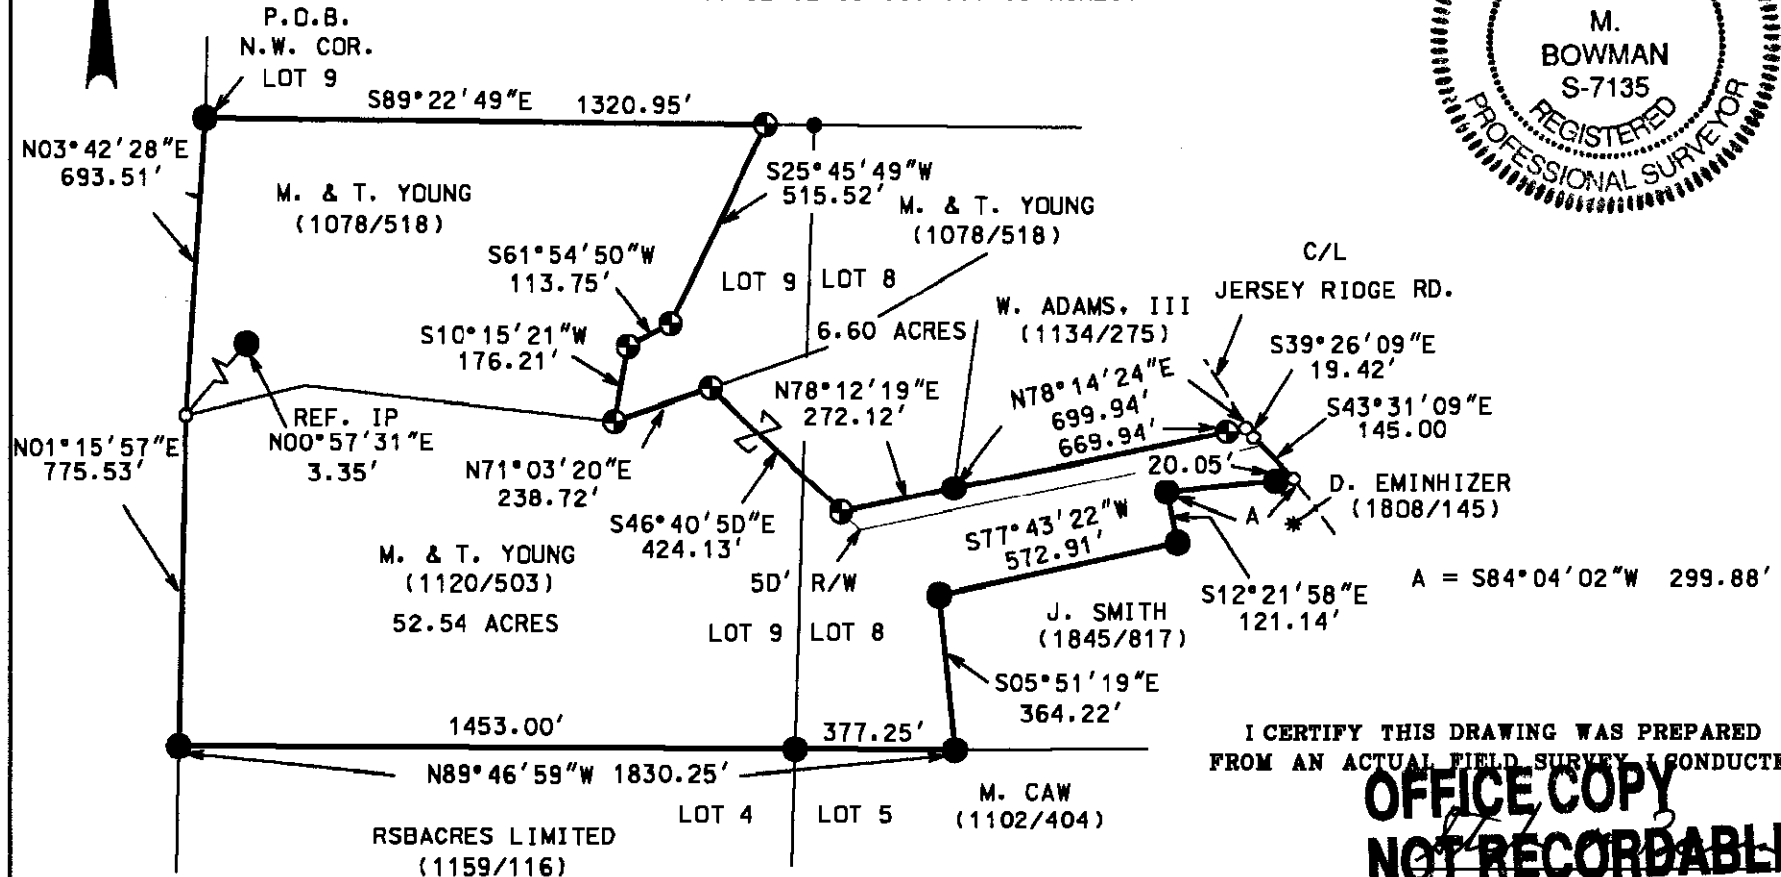 P.O.B.
N.W. COR.
LOT 9
S89°22'49"E 1320.95'
N03°42'28"E
693.51'
M. & T. YOUNG
(1078/518)
S25°45'49"W
515.52'
M. & T. YOUNG
(1078/518)
S61°54'50"W
113.75'
LOT 9
LOT 8
C/L
JERSEY RIDGE RD.
W. ADAMS, III
(1134/275)
6.60 ACRES
S10°15'21"W
176.21'
S39°26'09"E
19.42'
N78°12'19"E
272.12'
N78°14'24"E
699.94'
669.94'
S43°31'09"E
145.00
REF. IP
N00°57'31"E
3.35'
N01°15'57"E
775.53'
N71°03'20"E
238.72'
20.05'
D. EMINHIZER
(1808/145)
A
S46°40'50"E
424.13'
S77°43'22"W
572.91'
M. & T. YOUNG
(1120/503)
52.54 ACRES
50' R/W
S12°21'58"E
121.14'
A = S84°04'02"W 299.88'
J. SMITH
(1845/817)
LOT 9
LOT 8
S05°51'19"E
364.22'
1453.00'
377.25'
N89°46'59"W 1830.25'
LOT 4
LOT 5
M. CAW
(1102/404)
RSBACRES LIMITED
(1159/116)
M.
BOWMAN
S-7135
REGISTERED
PROFESSIONAL SURVEYOR
I CERTIFY THIS DRAWING WAS PREPARED
FROM AN ACTUAL FIELD SURVEY I CONDUCTE
OFFICE COPY
NOT RECORDABL